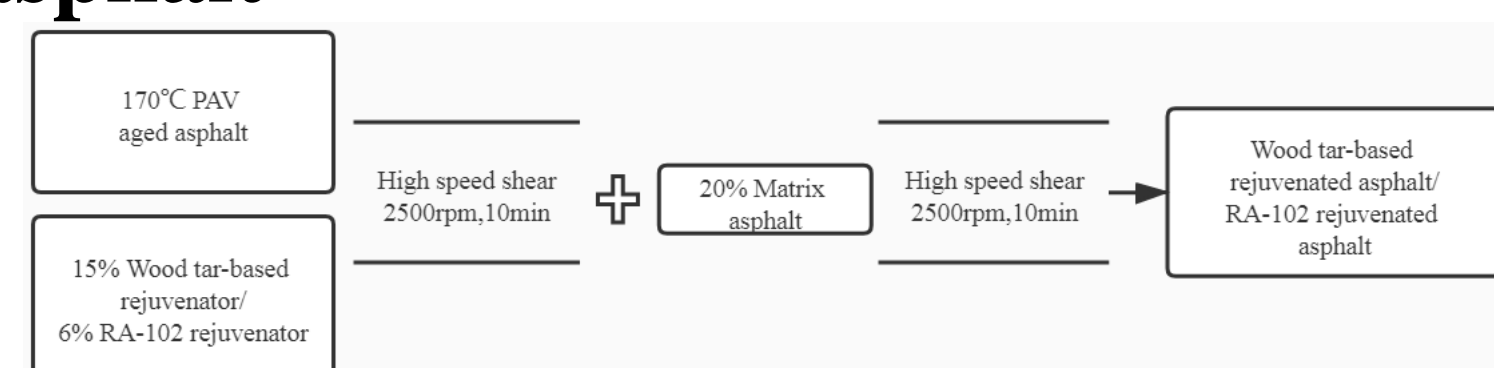 170℃ PAV
aged asphalt
15% Wood tar-based
rejuvenator/
6% RA-102 rejuvenator
High speed shear
2500rpm,10min
20% Matrix
asphalt
High speed shear
2500rpm,10min
Wood tar-based
rejuvenated asphalt/
RA-102 rejuvenated
asphalt